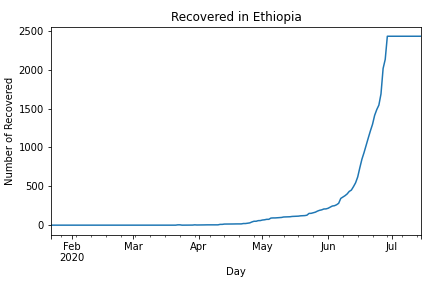 Recovered in Ethiopia
Number of Recovered
2500
2000
1500
1000
500
0
Feb Mar Apr May Jun Jul
2020
Day